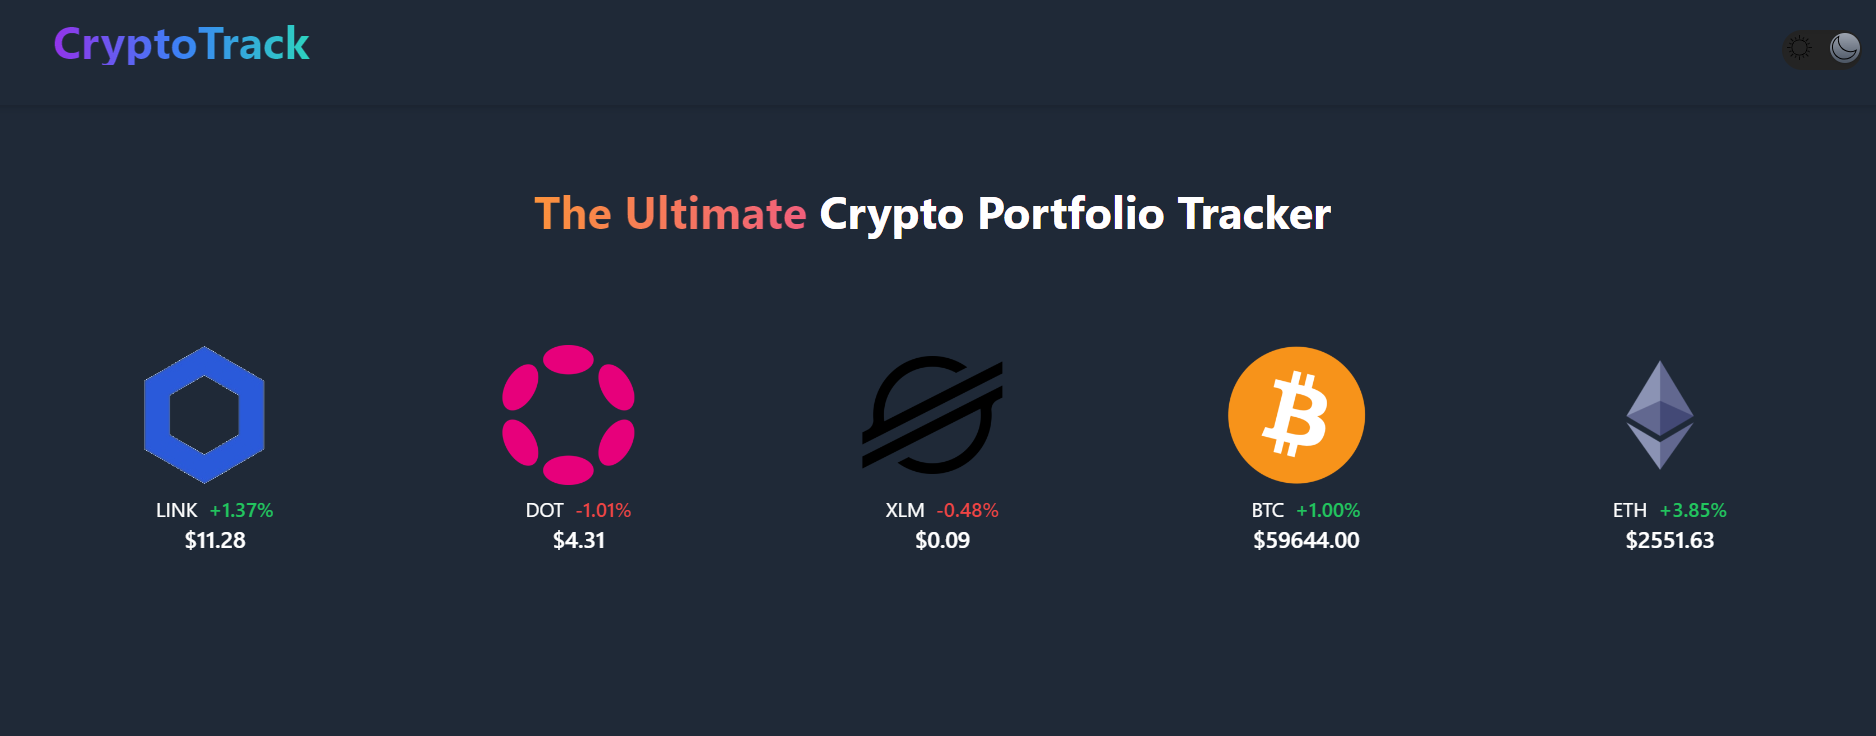 CryptoTrack
The Ultimate Crypto Portfolio Tracker
LINK +1.37%
$11.28
DOT -1.01%
$4.31
XLM -0.48%
$0.09
BTC +1.00%
$59644.00
ETH +3.85%
$2551.63